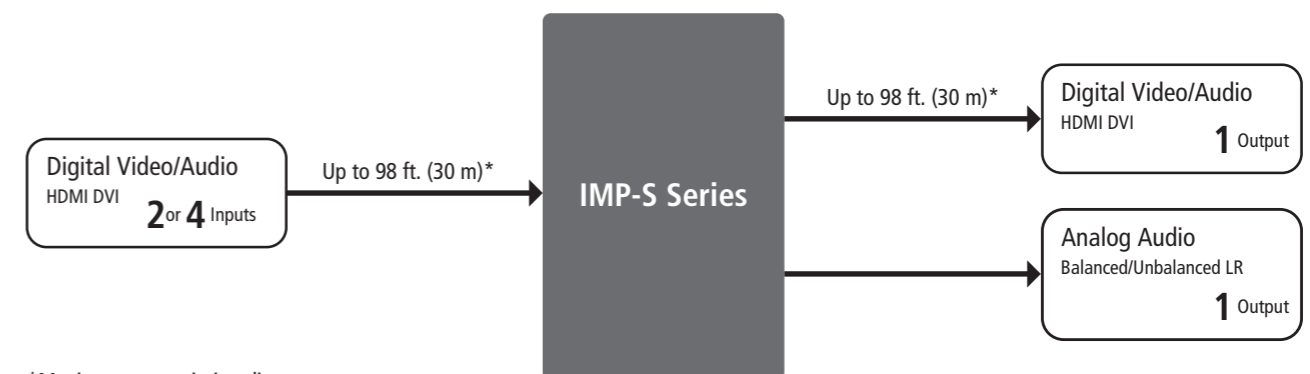 Digital Video/Audio
HDMI DVI
2 or 4 Inputs
Up to 98 ft. (30 m)*
IMP-S Series
Up to 98 ft. (30 m)*
Digital Video/Audio
HDMI DVI
1 Output
Analog Audio
Balanced/Unbalanced LR
1 Output